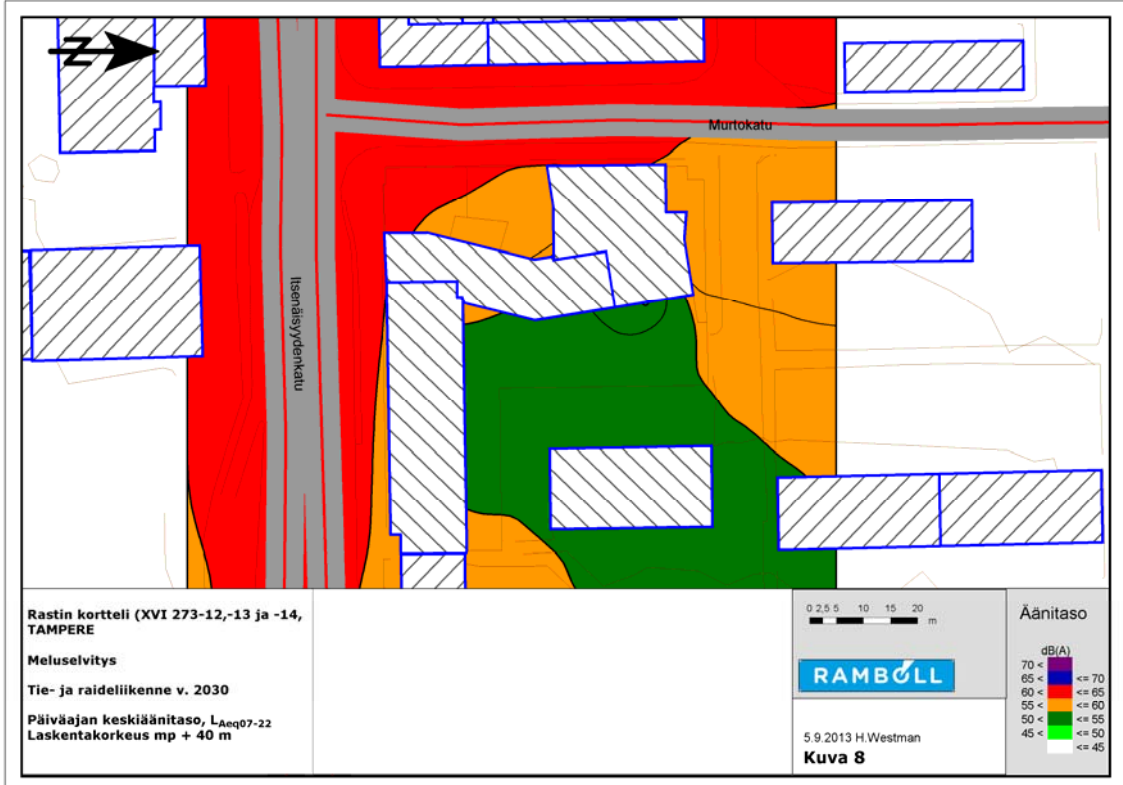 Z
Murtokatu
Itsenäisyydenkatu
Rastin kortteli (XVI 273-12,-13 ja -14,
TAMPERE
Meluselvitys
Tie- ja raideliikenne v. 2030
Päiväajan keskiäänitaso, LAeq07-22
Laskentakorkeus mp + 40 m
0 2,5 5 10 15 20
m
RAMBOLL
5.9.2013 H.Westman
Kuva 8
Äänitaso
dB(A)
70 <
65 < <= 70
60 < <= 65
55 < <= 60
50 < <= 55
45 < <= 50
<= 45